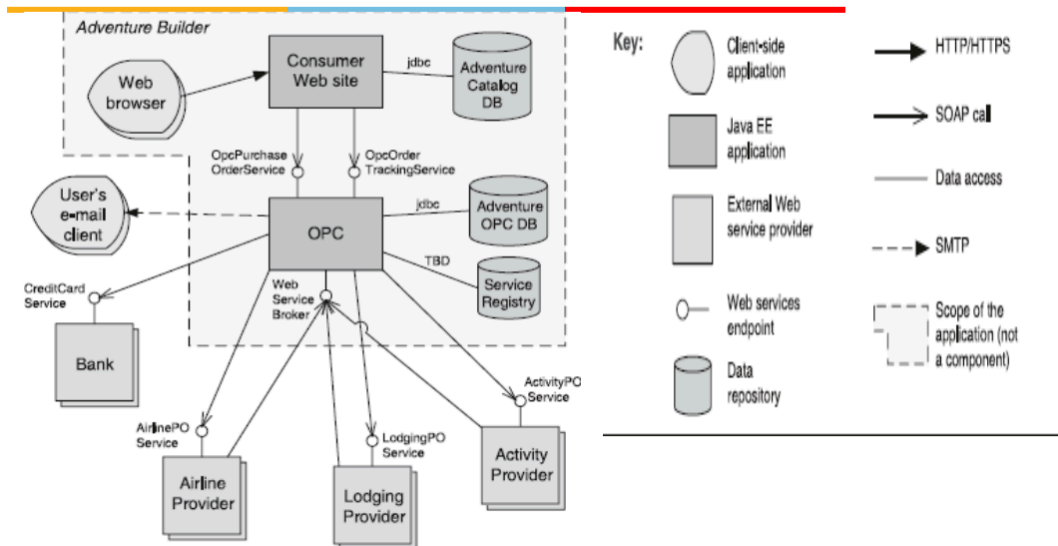 Adventure Builder
Web
browser
Consumer
Web site
jdbc
Adventure
Catalog
DB
OpcPurchase
OrderService
OpcOrder
TrackingService
User's
e-mail
client
OPC
jdbc
Adventure
OPC DB
TBD
Service
Registry
CreditCard
Service
Web
Service
Broker
Bank
AirlinePO
Service
LodgingPO
Service
ActivityPO
Service
Airline
Provider
Lodging
Provider
Activity
Provider
Key:
Client-side
application
Java EE
application
External Web
service provider
Web services
endpoint
Data
repository
HTTP/HTTPS
SOAP call
Data access
SMTP
Scope of the
application (not
a component)